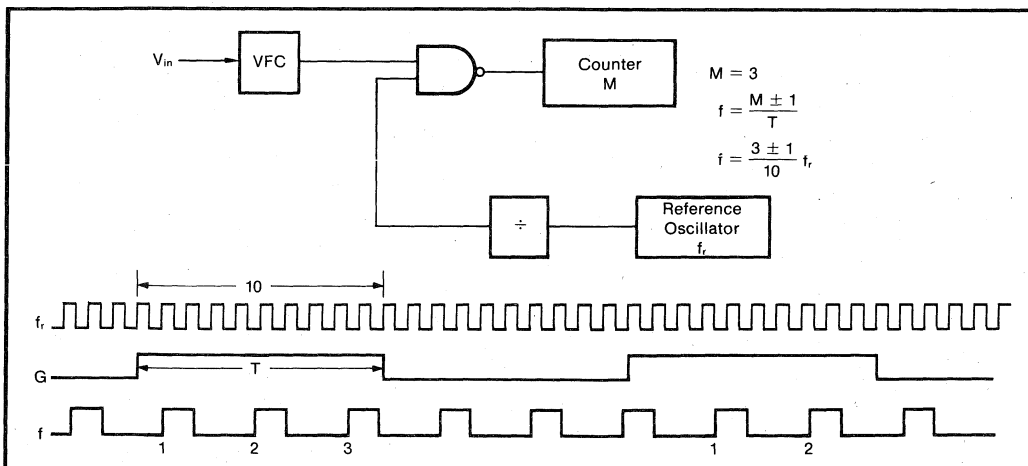 V_in
VFC
Counter
M
M = 3
f = M ± 1 / T
f = 3 ± 1 / 10 f_r
÷
Reference
Oscillator
f_r
10
f_r
T
G
f
1 2 3 1 2